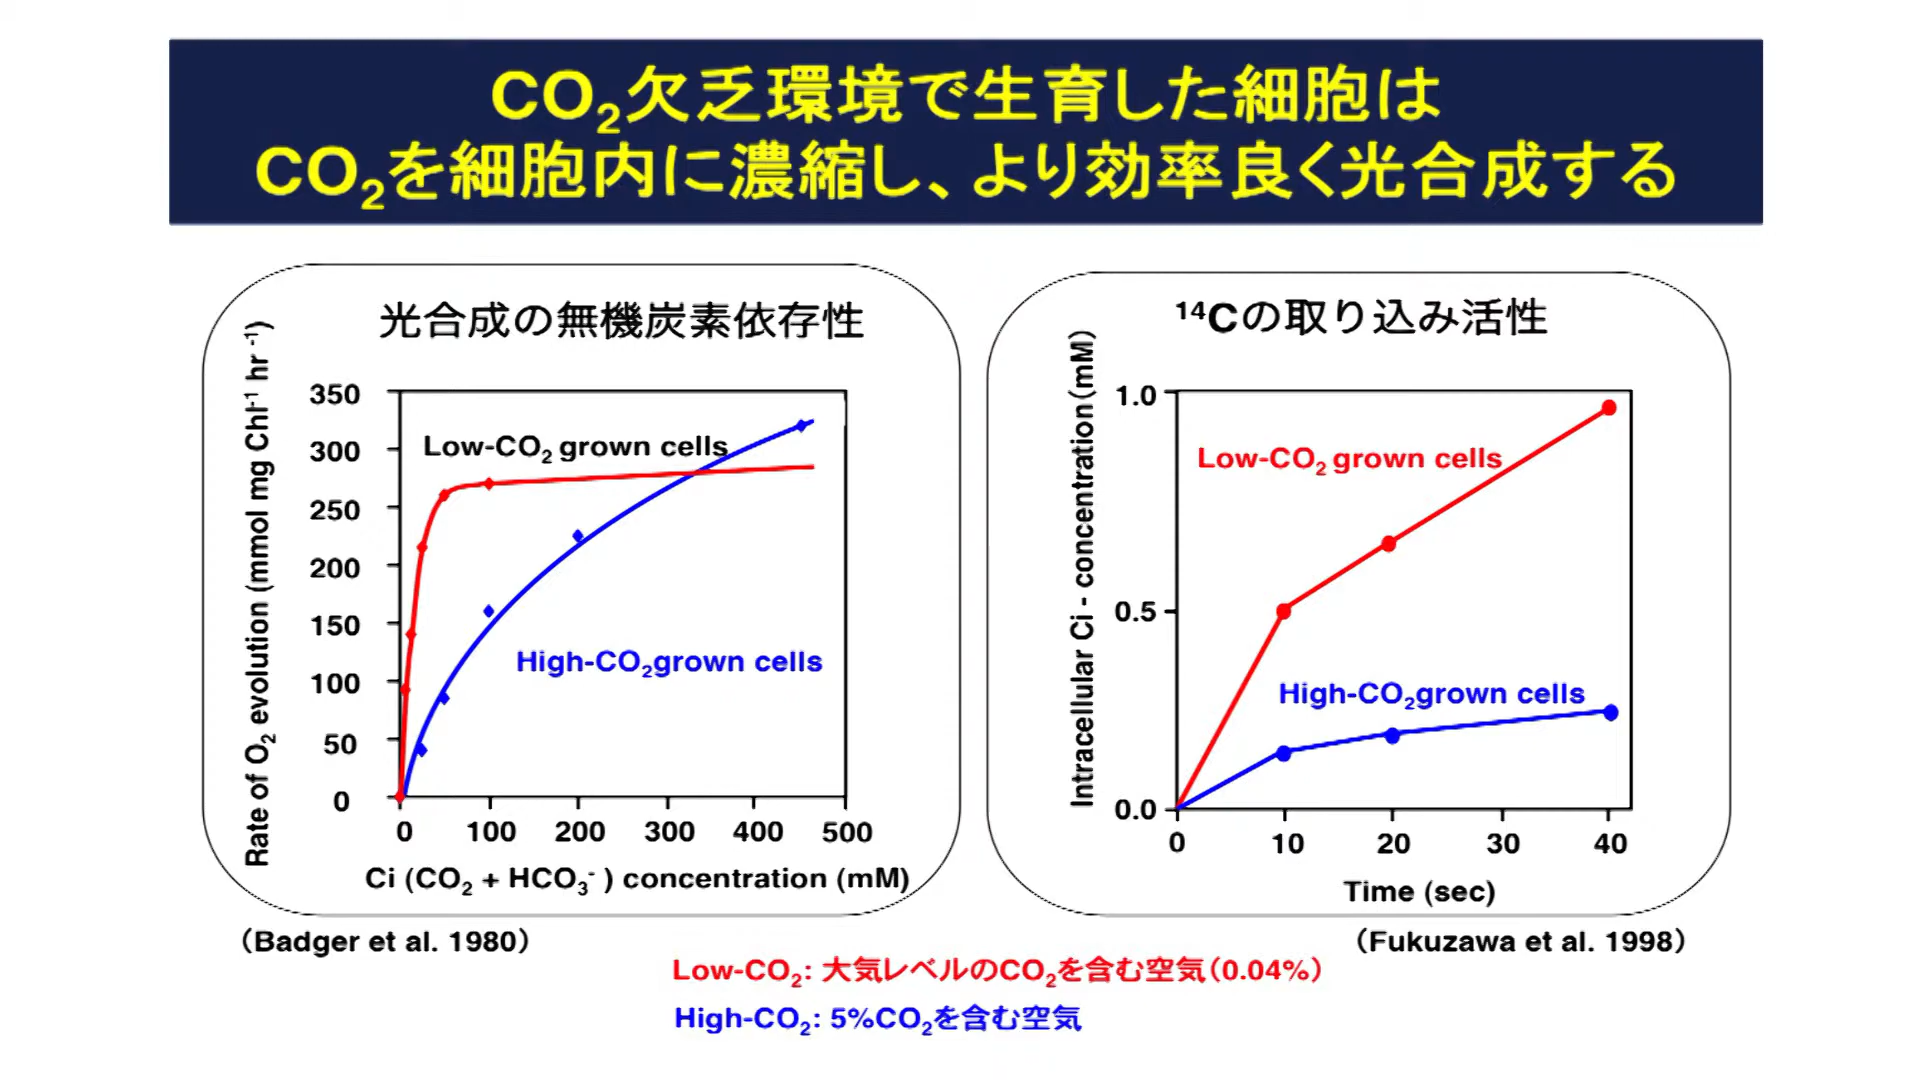 CO₂欠乏環境で生育した細胞は
CO₂を細胞内に濃縮し、より効率良く光合成する
光合成の無機炭素依存性
Rate of O₂ evolution (mmol mg Chl⁻¹ hr ⁻¹)
350
300
250
200
150
100
50
0
Low-CO₂ grown cells
High-CO₂grown cells
0 100 200 300 400 500
Ci (CO₂ + HCO₃⁻ ) concentration (mM)
(Badger et al. 1980)
¹⁴Cの取り込み活性
Intracellular Ci - concentration(mM)
1.0
0.5
0.0
Low-CO₂ grown cells
High-CO₂grown cells
0 10 20 30 40
Time (sec)
(Fukuzawa et al. 1998)
Low-CO₂: 大気レベルのCO₂を含む空気(0.04%)
High-CO₂: 5%CO₂を含む空気